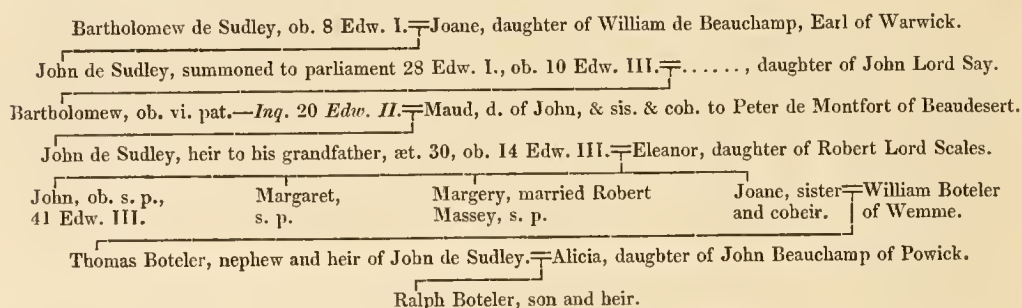 Bartholomew de Sudley, ob. 8 Edw. I.=Joane, daughter of William de Beauchamp, Earl of Warwick.
John de Sudley, summoned to parliament 28 Edw. I., ob. 10 Edw. III.=......, daughter of John Lord Say.
Bartholomew, ob. vi. pat.—Inq. 20 Edw. II.=Maud, d. of John, & sis. & coh. to Peter de Montfort of Beaudesert.
John de Sudley, heir to his grandfather, æt. 30, ob. 14 Edw. III.=Eleanor, daughter of Robert Lord Scales.
John, ob. s. p., 41 Edw. III.
Margaret, s. p.
Margery, married Robert Massey, s. p.
Joane, sister and cobeir.=William Boteler of Wemme.
Thomas Boteler, nephew and heir of John de Sudley.=Alicia, daugbter of John Beauchamp of Powick.
Ralph Boteler, son and heir.